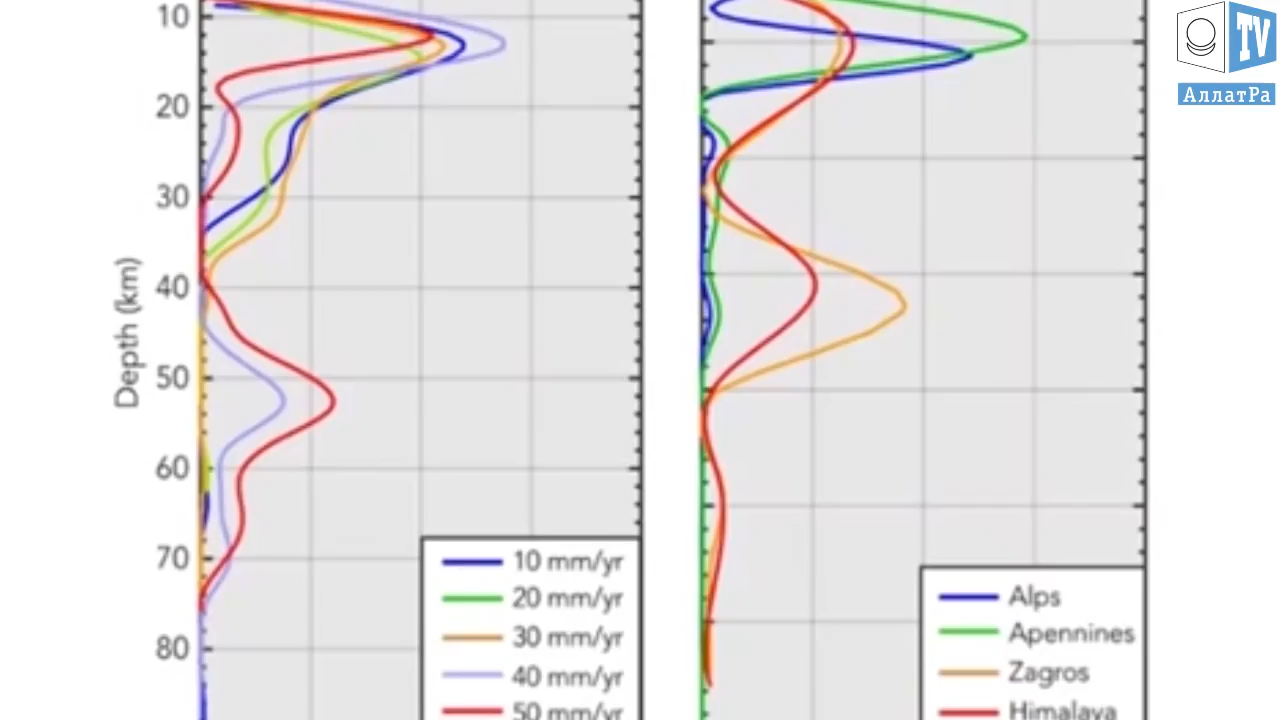 TV
АллатРа
10
20
30
40
50
60
70
80
Depth (km)
10 mm/yr
20 mm/yr
30 mm/yr
40 mm/yr
50 mm/yr
Alps
Apennines
Zagros
Himalaya